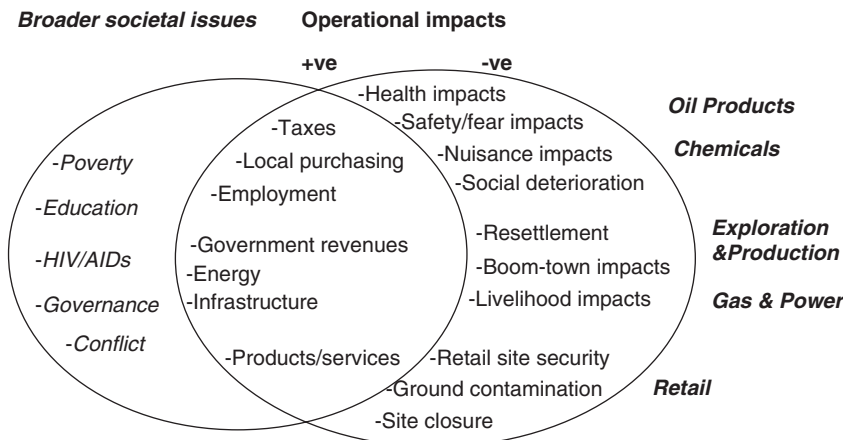 Broader societal issues
Operational impacts
+ve
-ve
-Poverty
-Education
-HIV/AIDs
-Governance
-Conflict
-Taxes
-Local purchasing
-Employment
-Government revenues
-Energy
-Infrastructure
-Products/services
-Health impacts
-Safety/fear impacts
-Nuisance impacts
-Social deterioration
-Resettlement
-Boom-town impacts
-Livelihood impacts
-Retail site security
-Ground contamination
-Site closure
Oil Products
Chemicals
Exploration
&Production
Gas & Power
Retail